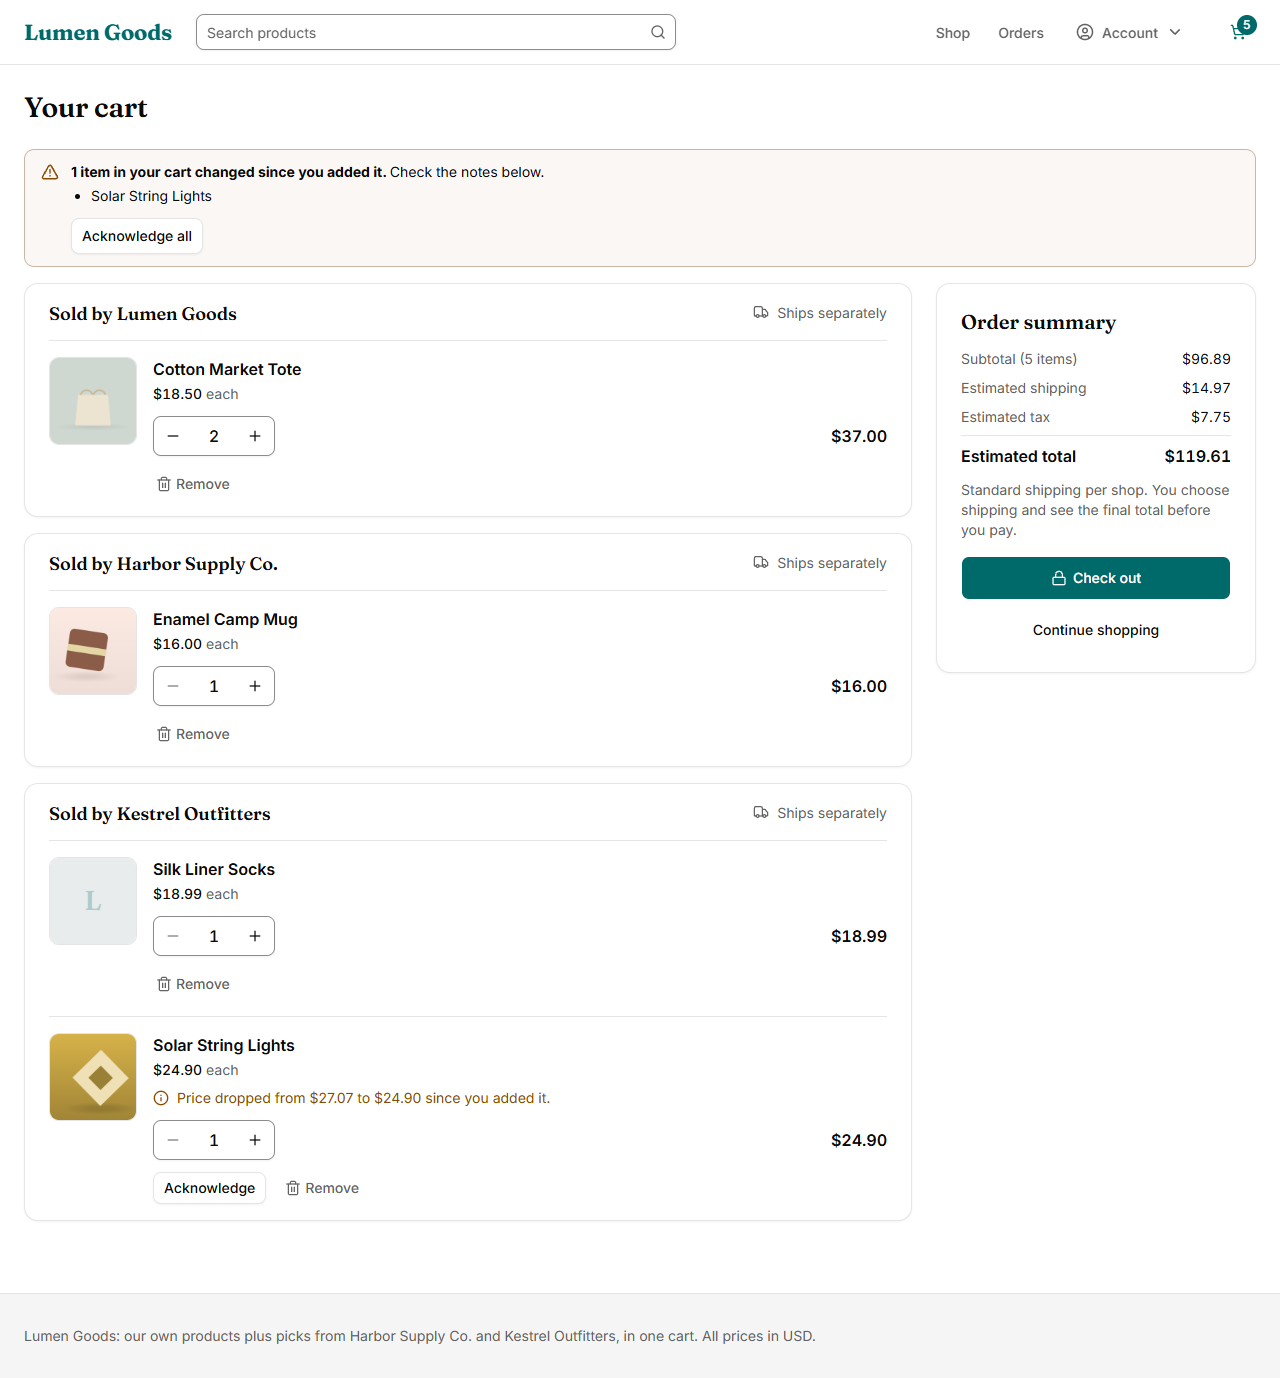 Lumen Goods
Search products
Shop
Orders
Account
5
Your cart
1 item in your cart changed since you added it. Check the notes below.
• Solar String Lights
Acknowledge all
Sold by Lumen Goods
Ships separately
Cotton Market Tote
$18.50 each
2
$37.00
Remove
Sold by Harbor Supply Co.
Ships separately
Enamel Camp Mug
$16.00 each
1
$16.00
Remove
Sold by Kestrel Outfitters
Ships separately
L
Silk Liner Socks
$18.99 each
1
$18.99
Remove
Solar String Lights
$24.90 each
Price dropped from $27.07 to $24.90 since you added it.
1
$24.90
Acknowledge
Remove
Order summary
Subtotal (5 items) $96.89
Estimated shipping $14.97
Estimated tax $7.75
Estimated total $119.61
Standard shipping per shop. You choose
shipping and see the final total before
you pay.
Check out
Continue shopping
Lumen Goods: our own products plus picks from Harbor Supply Co. and Kestrel Outfitters, in one cart. All prices in USD.